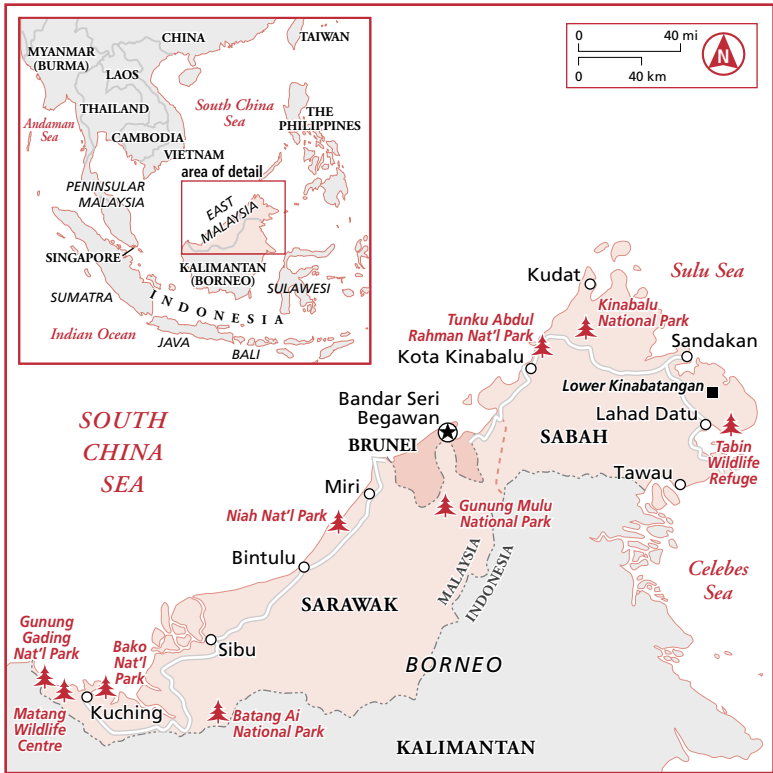 CHINA
TAIWAN
MYANMAR
(BURMA)
LAOS
THAILAND
South China
Sea
THE
PHILIPPINES
Andaman
Sea
CAMBODIA
VIETNAM
area of detail
PENINSULAR
MALAYSIA
EAST
MALAYSIA
SINGAPORE
KALIMANTAN
(BORNEO)
SUMATRA
SULAWESI
INDONESIA
Indian Ocean
JAVA
BALI
0 40 mi
0 40 km
N
Kudat
Sulu Sea
Tunku Abdul
Rahman Nat'l Park
Kinabalu
National Park
Kota Kinabalu
Sandakan
Lower Kinabatangan
Bandar Seri
Begawan
Lahad Datu
BRUNEI
SABAH
SOUTH
CHINA
SEA
Tabin
Wildlife
Refuge
Tawau
Miri
Niah Nat'l Park
Gunung Mulu
National Park
Bintulu
MALAYSIA
INDONESIA
Celebes
Sea
SARAWAK
Gunung
Gading
Nat'l Park
Bako
Nat'l
Park
Sibu
BORNEO
Kuching
Matang
Wildlife
Centre
Batang Ai
National Park
KALIMANTAN